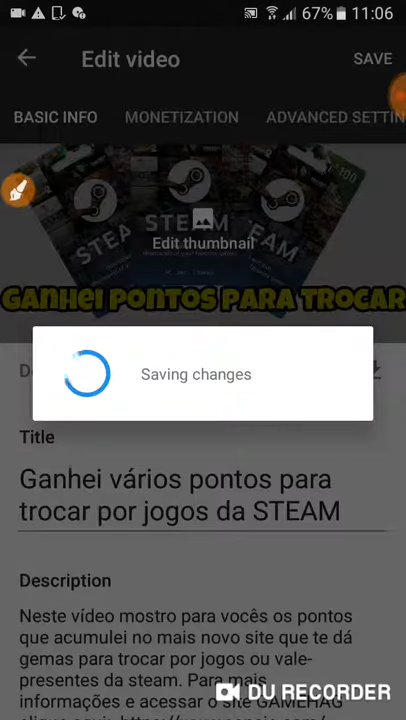 67% 11:06
Edit video SAVE
BASIC INFO MONETIZATION ADVANCED SETTIN
STEAM
Edit thumbnail
GANHEI PONTOS PARA TROCAR
Saving changes
Title
Ganhei vários pontos para
trocar por jogos da STEAM
Description
Neste vídeo mostro para vocês os pontos
que acumulei no mais novo site que te dá
gemas para trocar por jogos ou vale-
presentes da steam. Para mais
informações e acessar o site GAMEHAG
DU RECORDER